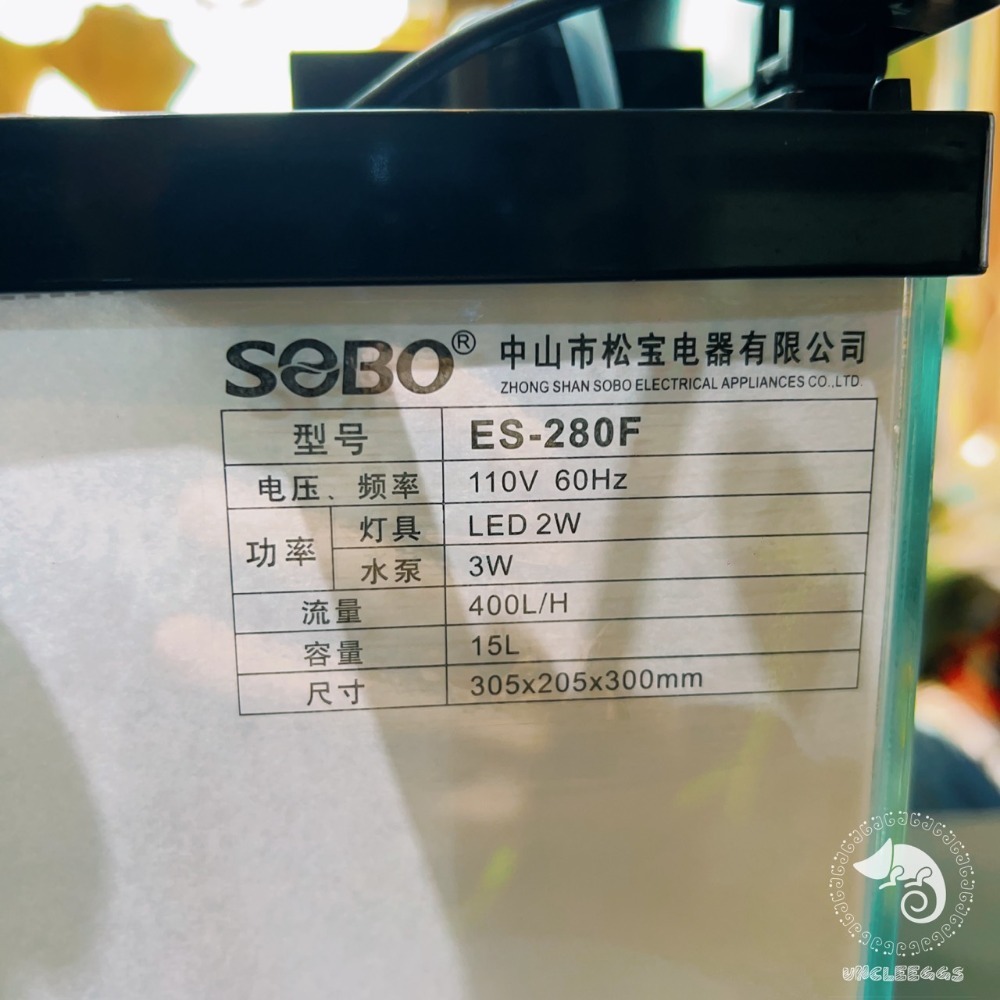 SOBO® 中山市松宝电器有限公司
ZHONG SHAN SOBO ELECTRICAL APPLIANCES CO.,LTD.
型号 ES-280F
电压、频率 110V 60Hz
功率 灯具 LED 2W
水泵 3W
流量 400L/H
容量 15L
尺寸 305x205x300mm
UNCLEEGGS